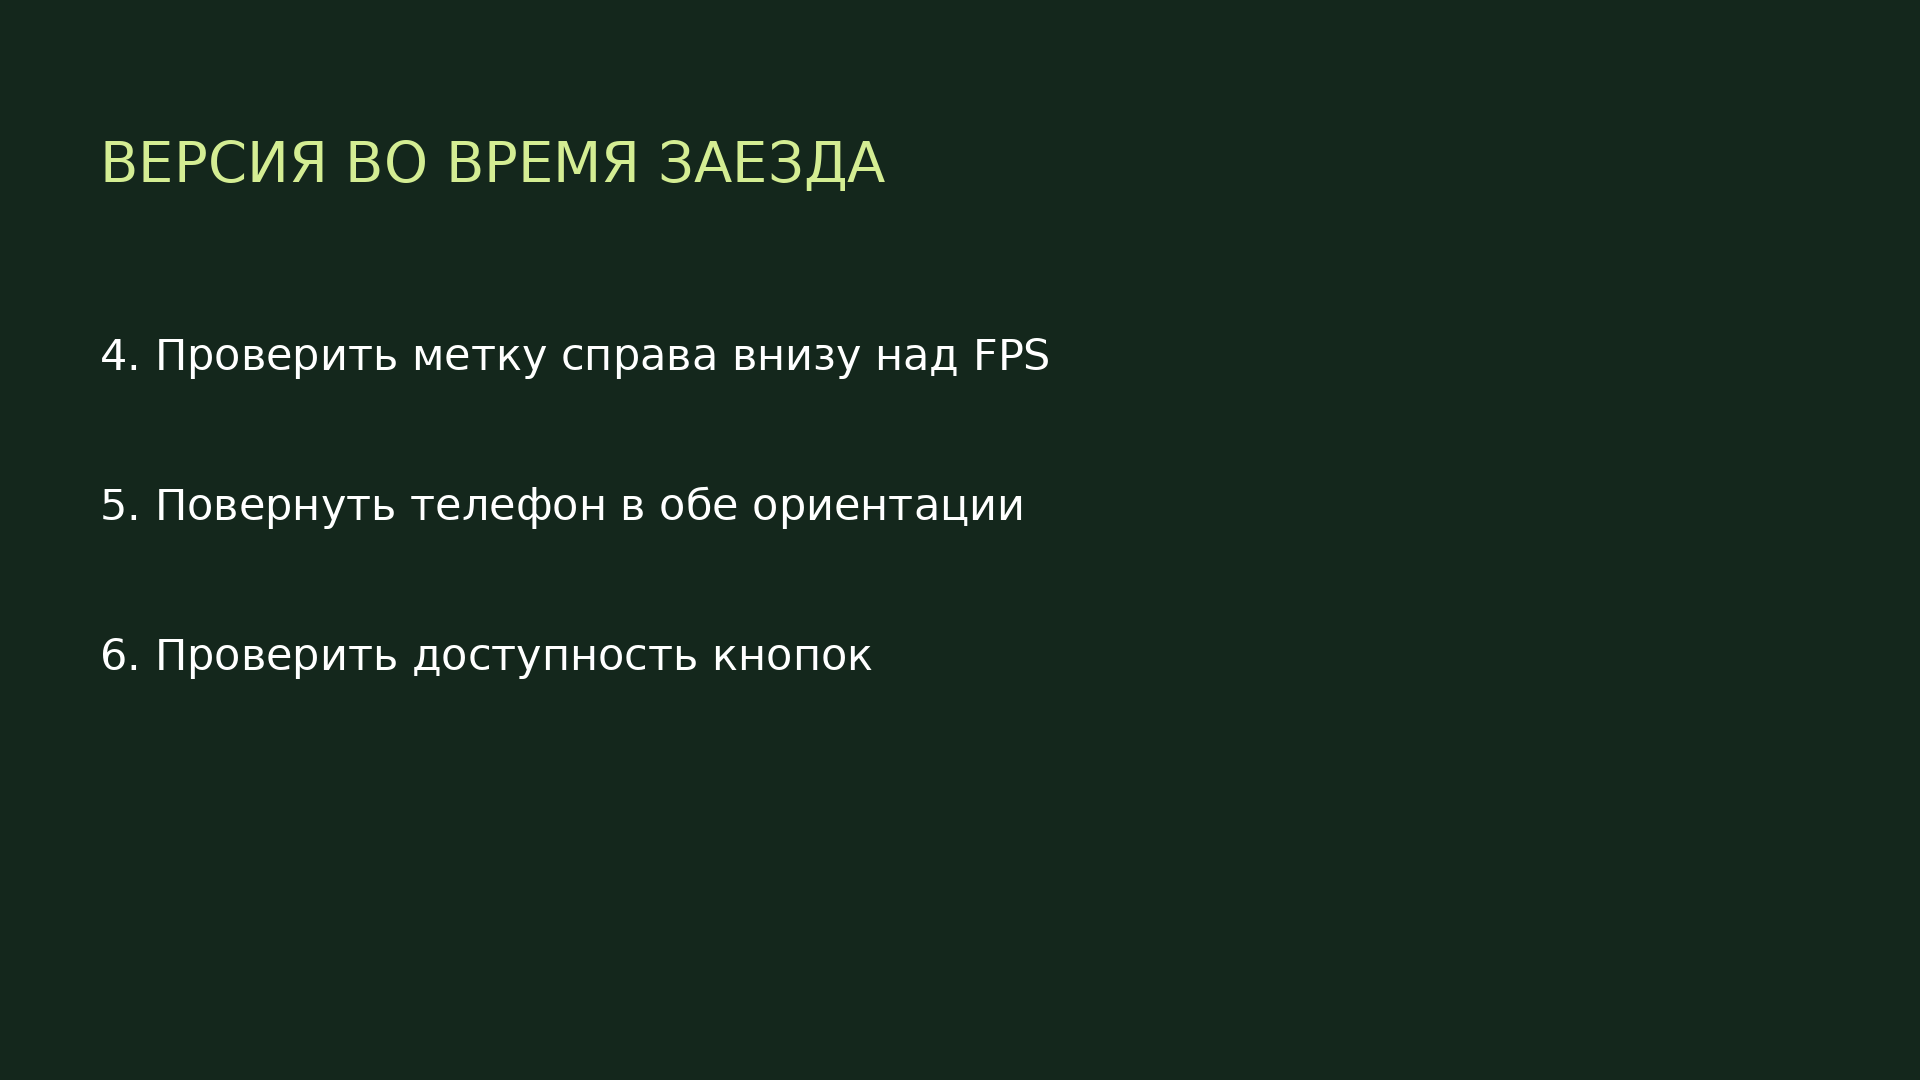 ВЕРСИЯ ВО ВРЕМЯ ЗАЕЗДА
4. Проверить метку справа внизу над FPS
5. Повернуть телефон в обе ориентации
6. Проверить доступность кнопок